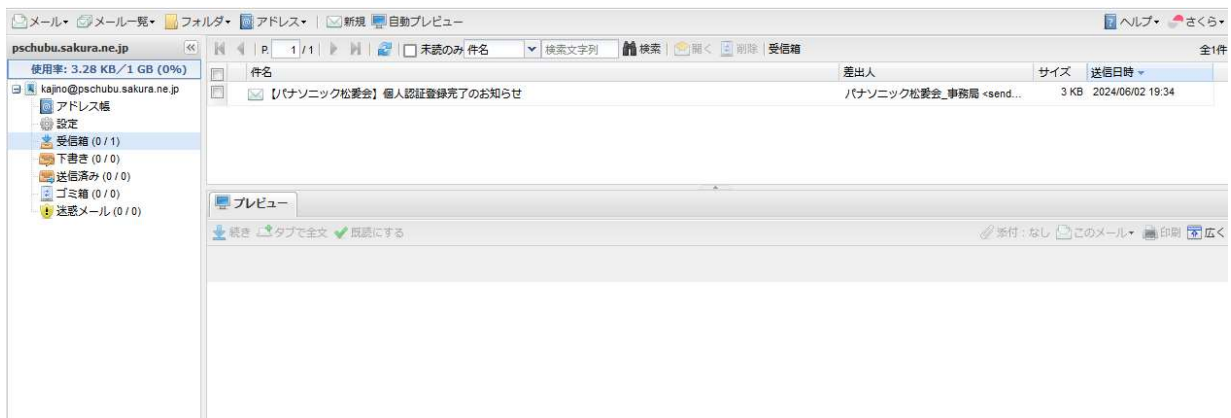 メール メール一覧 フォルダ アドレス 新規 自動プレビュー ヘルプ さくら
pschubu.sakura.ne.jp
使用率: 3.28 KB/1 GB (0%)
kajino@pschubu.sakura.ne.jp
アドレス帳
設定
受信箱 (0 / 1)
下書き (0 / 0)
送信済み (0 / 0)
ゴミ箱 (0 / 0)
迷惑メール (0 / 0)
P. 1 / 1 未読のみ 件名 検索文字列 検索 開く 削除 受信箱 全1件
件名 差出人 サイズ 送信日時
【パナソニック松愛会】個人認証登録完了のお知らせ パナソニック松愛会_事務局 <send... 3 KB 2024/06/02 19:34
プレビュー
続き タブで全文 既読にする 添付：なし このメール 印刷 広く